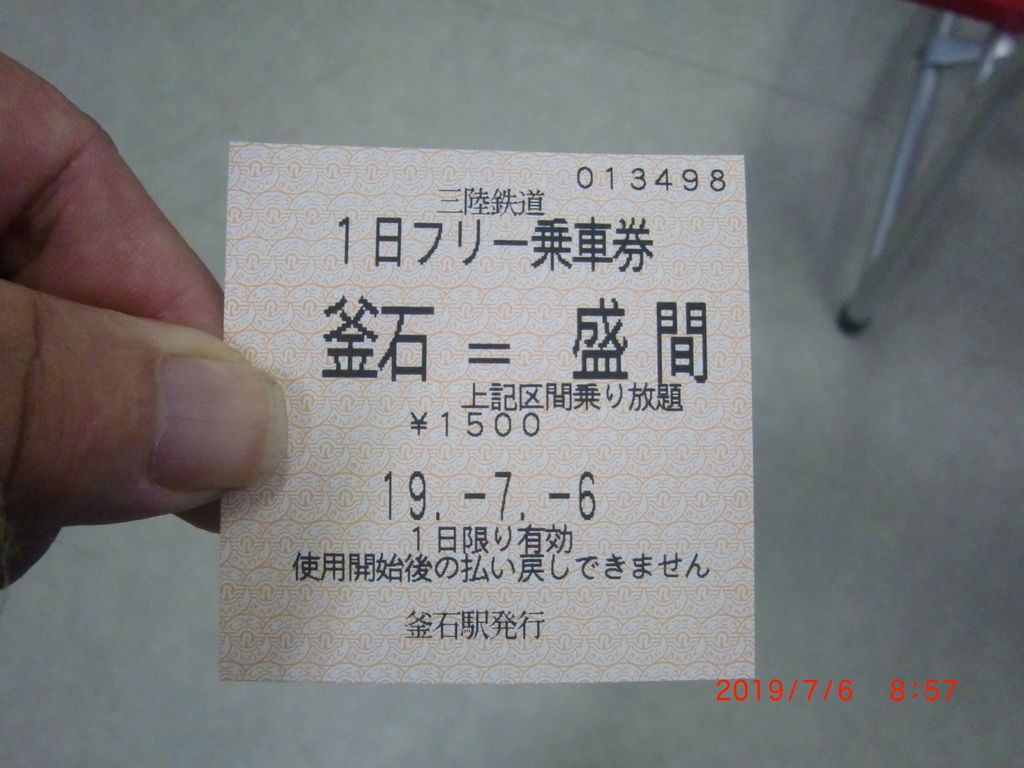 013498
三陸鉄道
1日フリー乗車券
釜石 = 盛間
上記区間乗り放題
¥1500
19.-7.-6
1日限り有効
使用開始後の払い戻しできません
釜石駅発行
2019/7/6 8:57